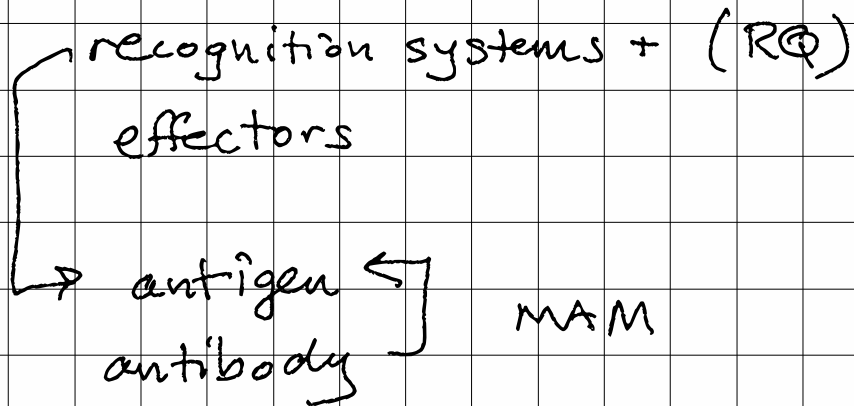 recognition systems + (RQ)
effectors
antigen
antibody
MAM